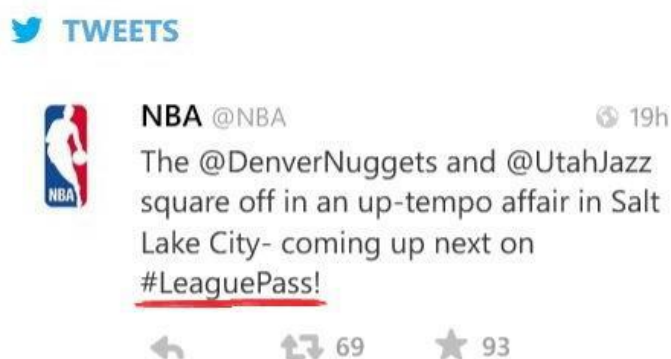 TWEETS
NBA @NBA 19h
NBA
The @DenverNuggets and @UtahJazz
square off in an up-tempo affair in Salt
Lake City- coming up next on
#LeaguePass!
69 93